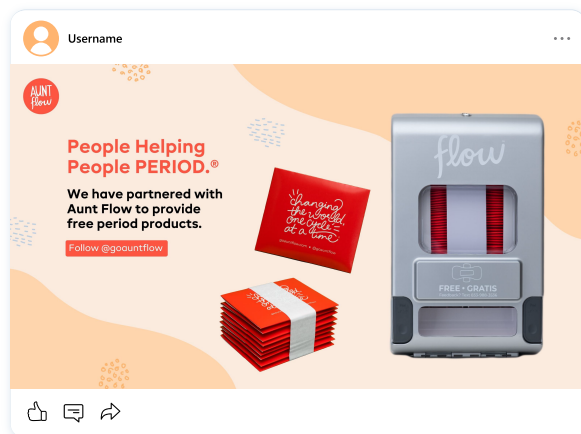 Username
AUNT
flow
People Helping
People PERIOD.®
We have partnered with
Aunt Flow to provide
free period products.
Follow @goauntflow
changing
the world
one cycle
at a time
flow
FREE • GRATIS